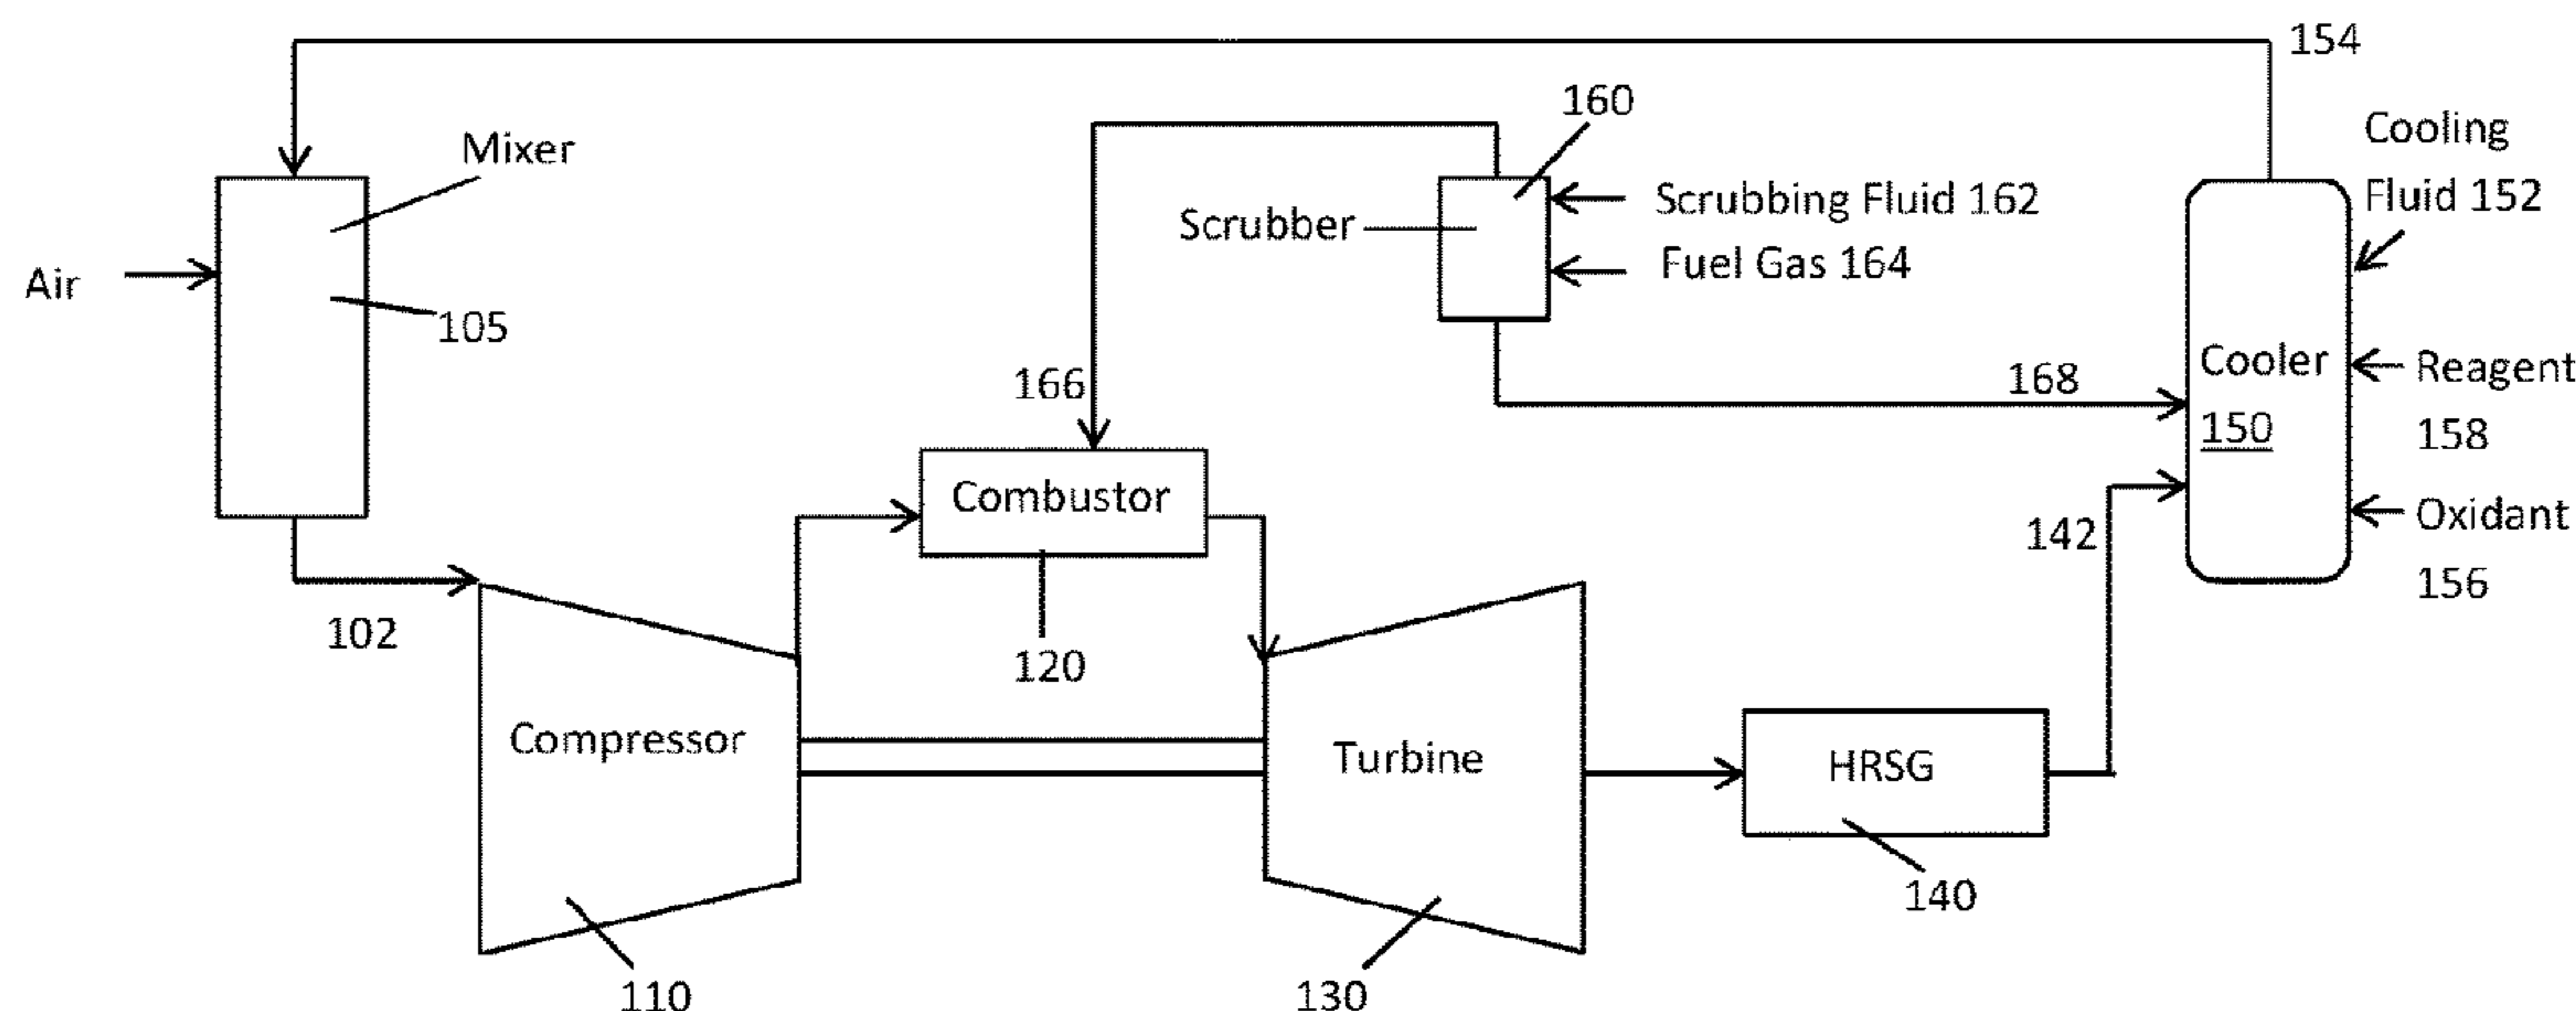 154
160
Cooling
Fluid 152
Mixer
Scrubbing Fluid 162
Scrubber
Fuel Gas 164
Air
105
166
168
Cooler
150
Reagent
158
Combustor
142
Oxidant
156
102
120
Compressor
Turbine
HRSG
140
110
130